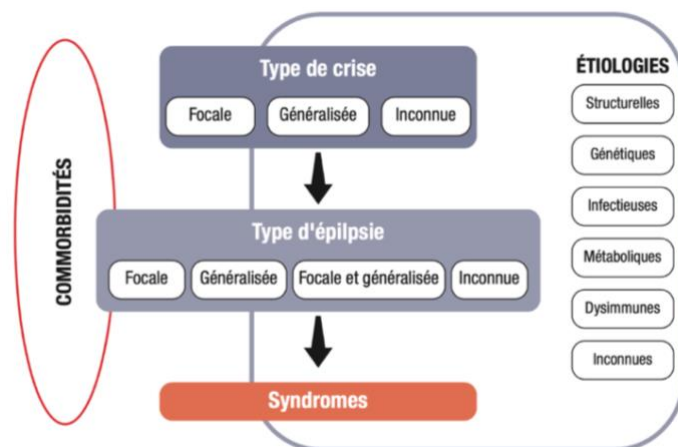 COMMORBIDITÉS
Type de crise
Focale
Généralisée
Inconnue
Type d'épilpsie
Focale
Généralisée
Focale et généralisée
Inconnue
Syndromes
ÉTIOLOGIES
Structurelles
Génétiques
Infectieuses
Métaboliques
Dysimmunes
Inconnues